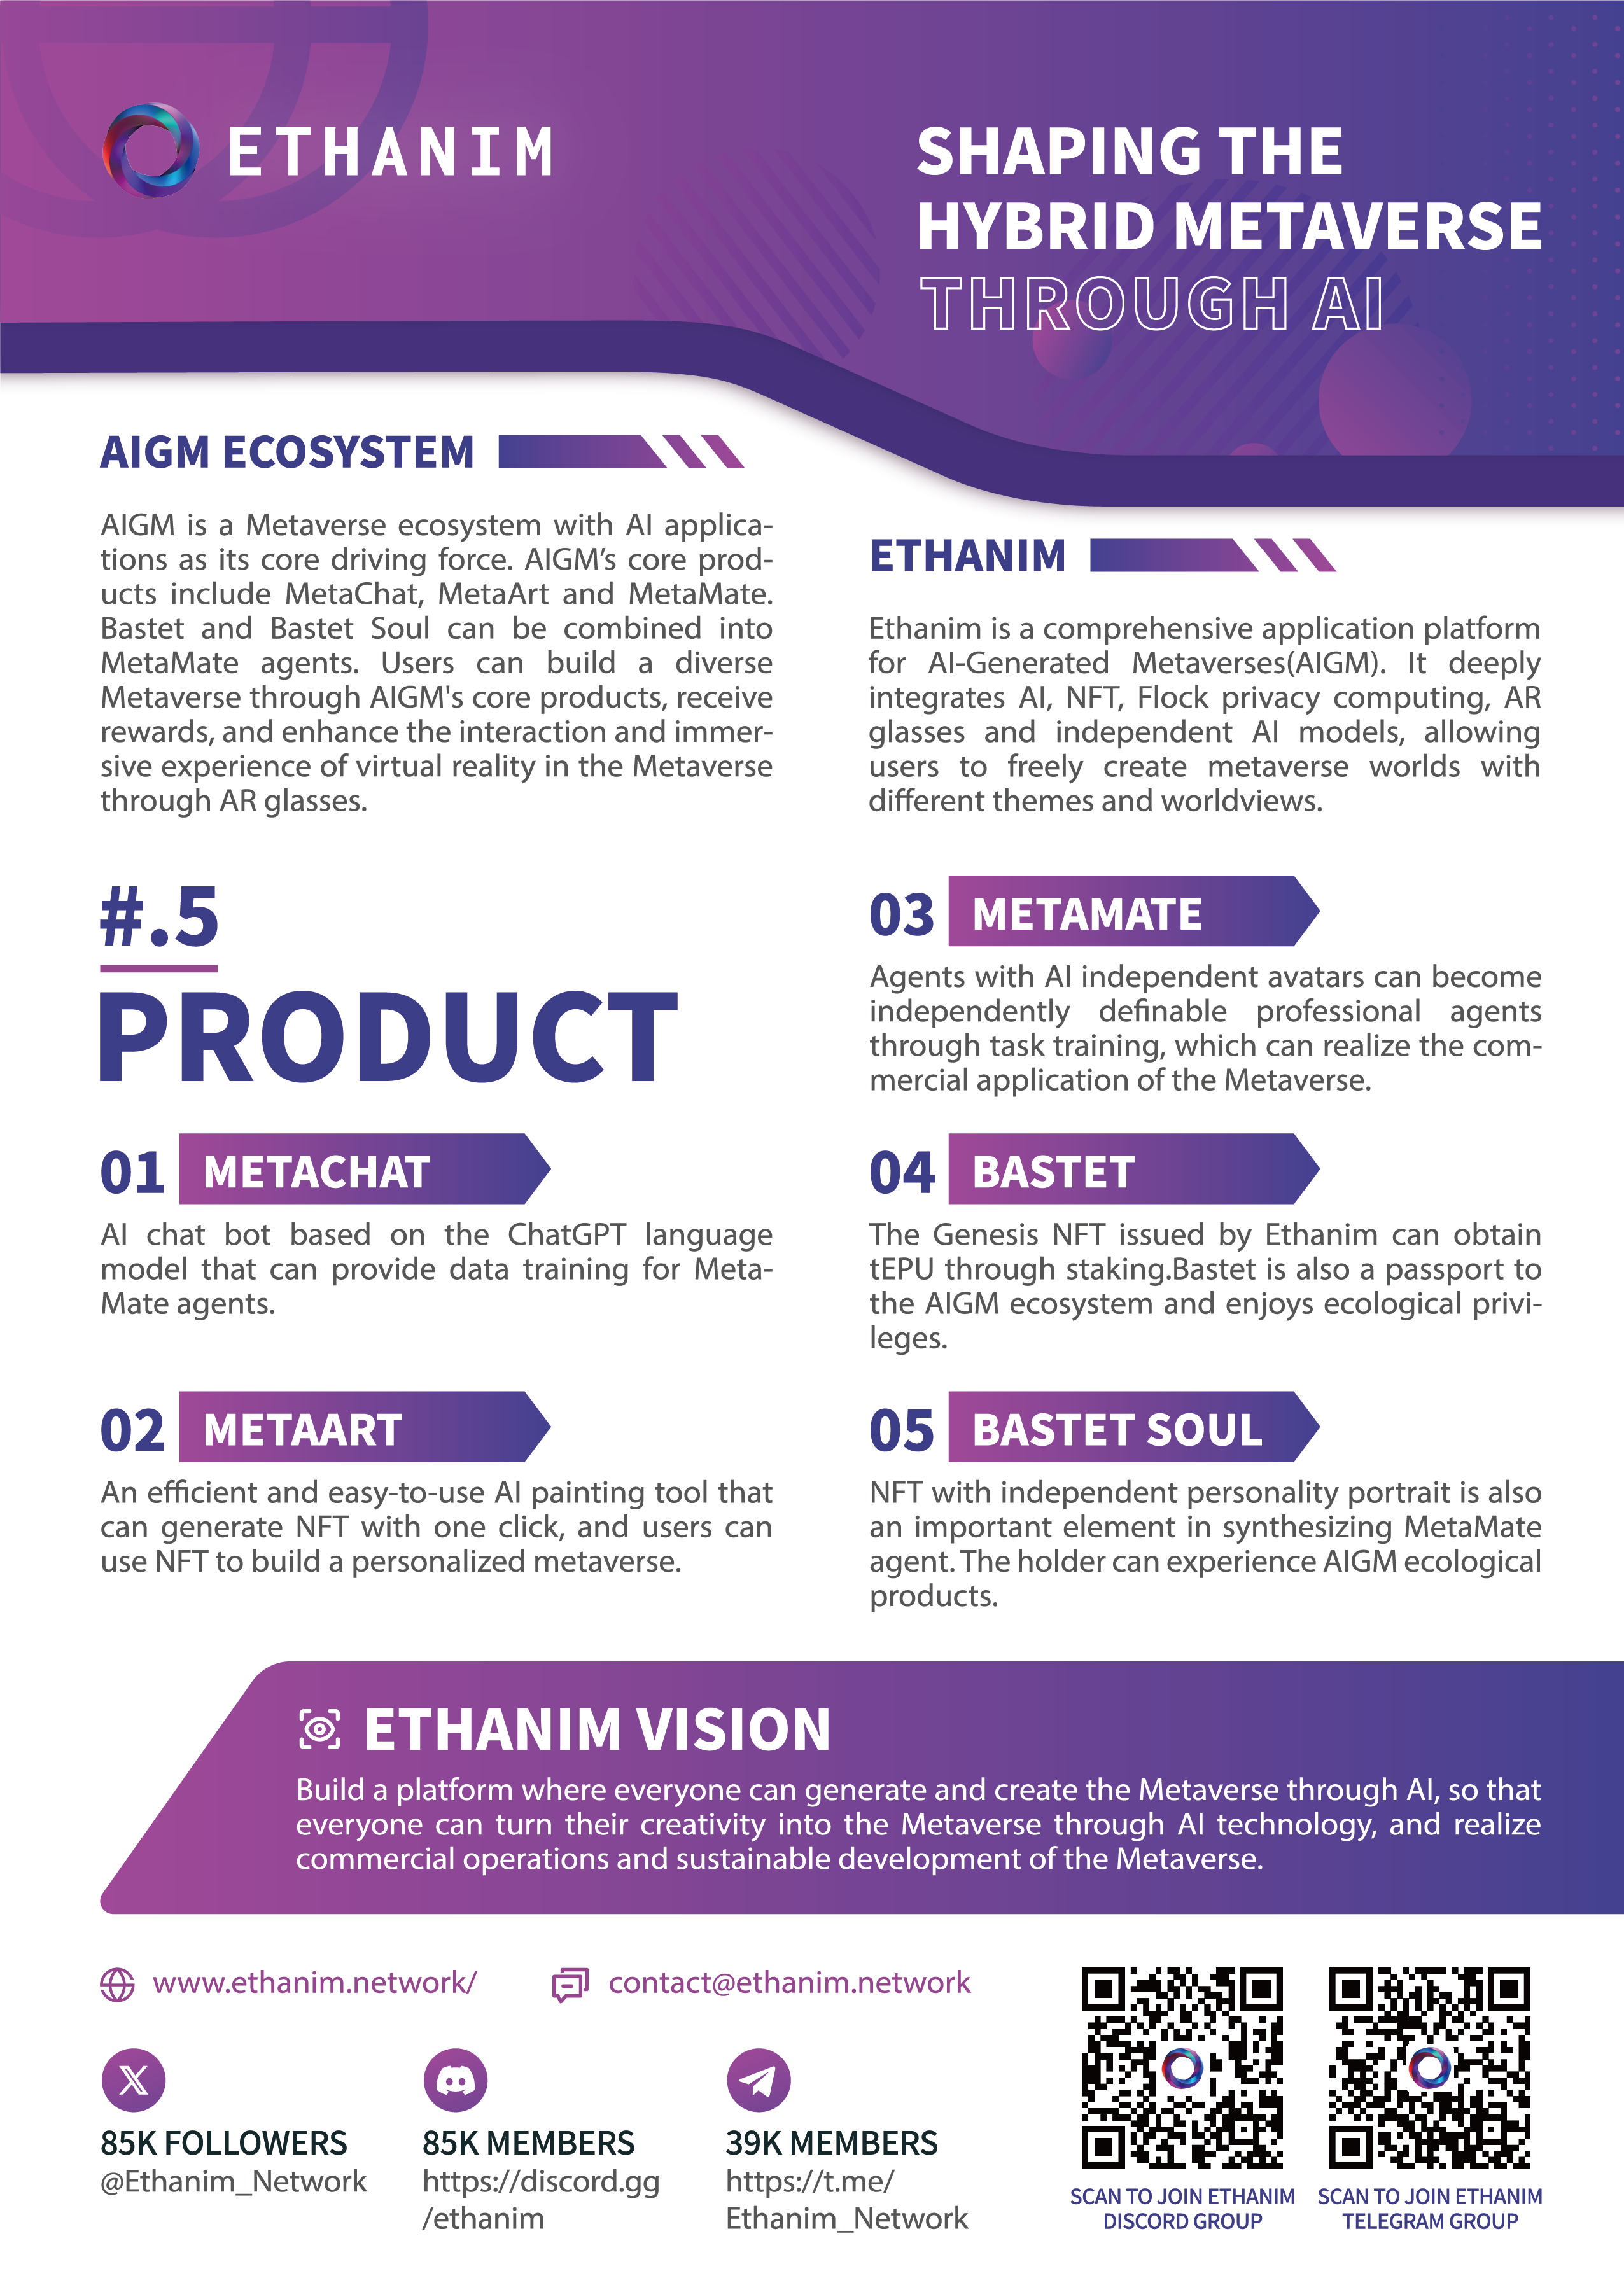 ETHANIM
SHAPING THE
HYBRID METAVERSE
THROUGH AI
AIGM ECOSYSTEM
AIGM is a Metaverse ecosystem with AI applica-
tions as its core driving force. AIGM’s core prod-
ucts include MetaChat, MetaArt and MetaMate.
Bastet and Bastet Soul can be combined into
MetaMate agents. Users can build a diverse
Metaverse through AIGM's core products, receive
rewards, and enhance the interaction and immer-
sive experience of virtual reality in the Metaverse
through AR glasses.
ETHANIM
Ethanim is a comprehensive application platform
for AI-Generated Metaverses(AIGM). It deeply
integrates AI, NFT, Flock privacy computing, AR
glasses and independent AI models, allowing
users to freely create metaverse worlds with
different themes and worldviews.
#.5
PRODUCT
01 METACHAT
AI chat bot based on the ChatGPT language
model that can provide data training for Meta-
Mate agents.
02 METAART
An efficient and easy-to-use AI painting tool that
can generate NFT with one click, and users can
use NFT to build a personalized metaverse.
03 METAMATE
Agents with AI independent avatars can become
independently definable professional agents
through task training, which can realize the com-
mercial application of the Metaverse.
04 BASTET
The Genesis NFT issued by Ethanim can obtain
tEPU through staking.Bastet is also a passport to
the AIGM ecosystem and enjoys ecological privi-
leges.
05 BASTET SOUL
NFT with independent personality portrait is also
an important element in synthesizing MetaMate
agent. The holder can experience AIGM ecological
products.
ETHANIM VISION
Build a platform where everyone can generate and create the Metaverse through AI, so that
everyone can turn their creativity into the Metaverse through AI technology, and realize
commercial operations and sustainable development of the Metaverse.
www.ethanim.network/
contact@ethanim.network
85K FOLLOWERS
@Ethanim_Network
85K MEMBERS
https://discord.gg
/ethanim
39K MEMBERS
https://t.me/
Ethanim_Network
SCAN TO JOIN ETHANIM
DISCORD GROUP
SCAN TO JOIN ETHANIM
TELEGRAM GROUP